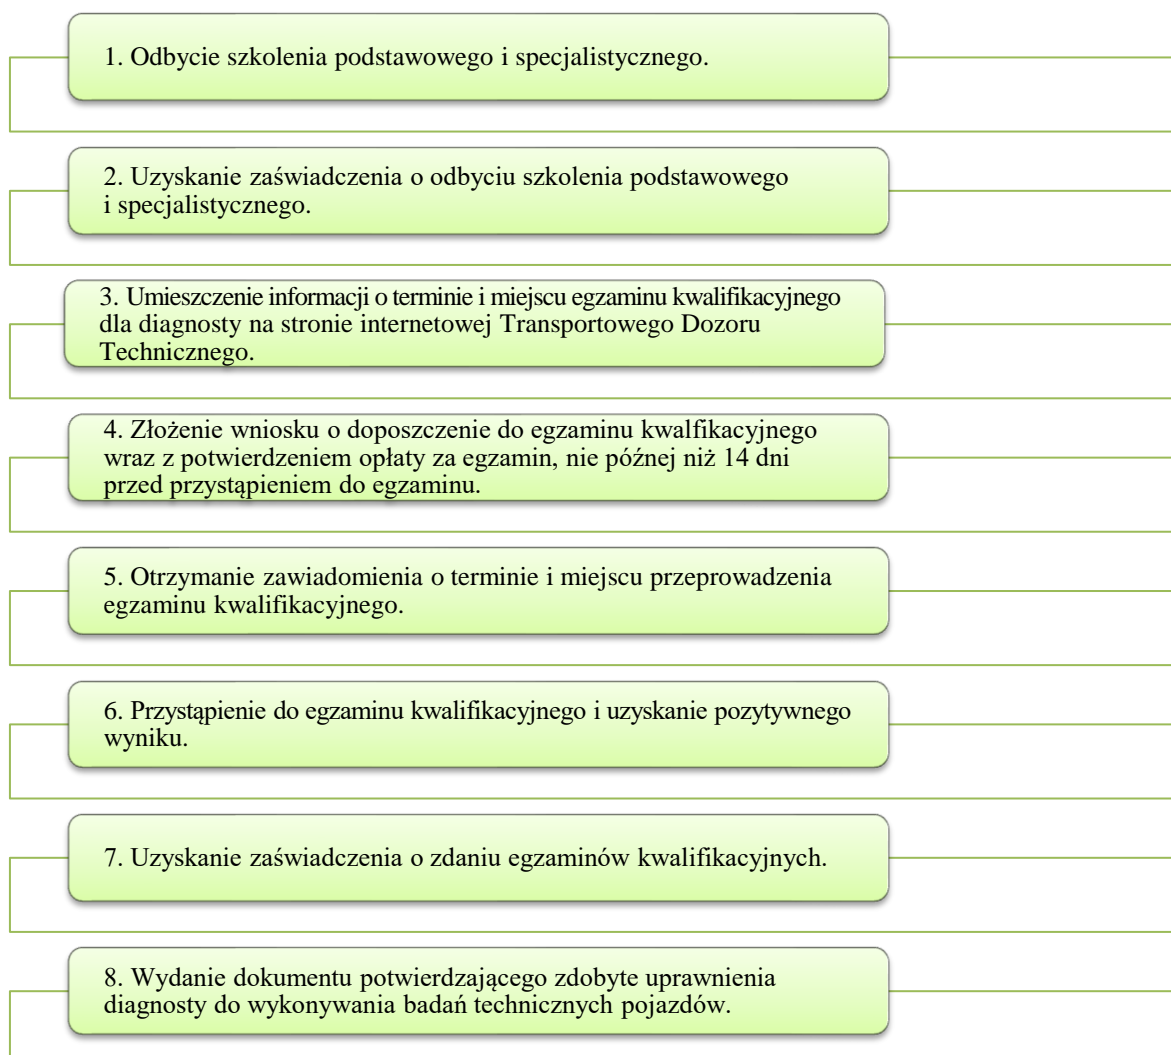 1. Odbycie szkolenia podstawowego i specjalistycznego.
2. Uzyskanie zaświadczenia o odbyciu szkolenia podstawowego
i specjalistycznego.
3. Umieszczenie informacji o terminie i miejscu egzaminu kwalifikacyjnego
dla diagnosty na stronie internetowej Transportowego Dozoru
Technicznego.
4. Złożenie wniosku o doposzczenie do egzaminu kwalfikacyjnego
wraz z potwierdzeniem opłaty za egzamin, nie późnej niż 14 dni
przed przystąpieniem do egzaminu.
5. Otrzymanie zawiadomienia o terminie i miejscu przeprowadzenia
egzaminu kwalifikacyjnego.
6. Przystąpienie do egzaminu kwalifikacyjnego i uzyskanie pozytywnego
wyniku.
7. Uzyskanie zaświadczenia o zdaniu egzaminów kwalifikacyjnych.
8. Wydanie dokumentu potwierdzającego zdobyte uprawnienia
diagnosty do wykonywania badań technicznych pojazdów.